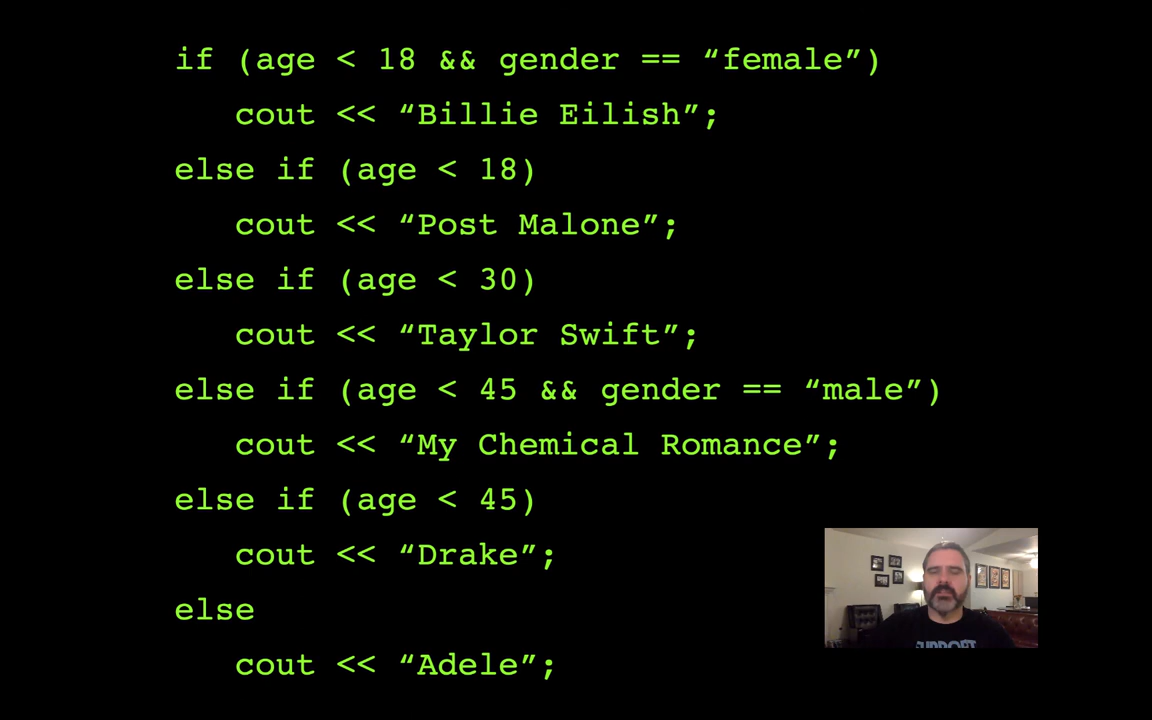 if (age < 18 && gender == “female”)
cout << “Billie Eilish”;
else if (age < 18)
cout << “Post Malone”;
else if (age < 30)
cout << “Taylor Swift”;
else if (age < 45 && gender == “male”)
cout << “My Chemical Romance”;
else if (age < 45)
cout << “Drake”;
else
cout << “Adele”;
SUPPORT